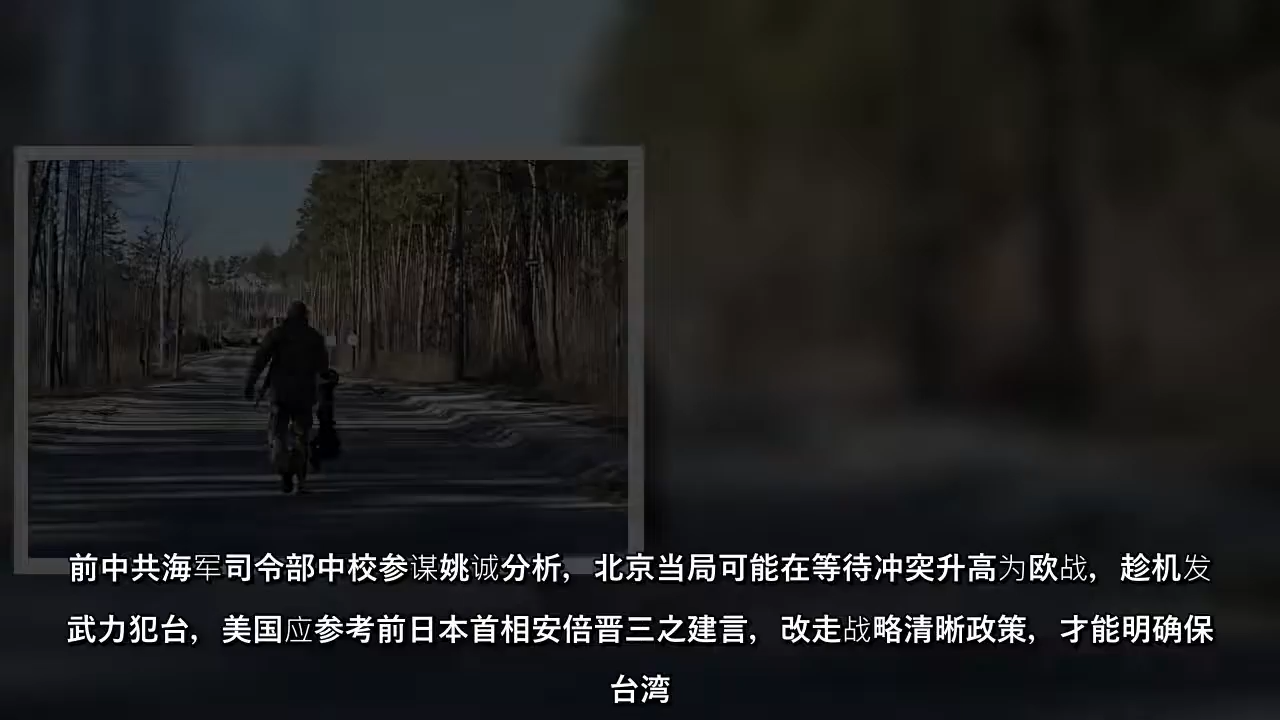 前中共海军司令部中校参谋姚诚分析，北京当局可能在等待冲突升高为欧战，趁机发
武力犯台，美国应参考前日本首相安倍晋三之建言，改走战略清晰政策，才能明确保
台湾